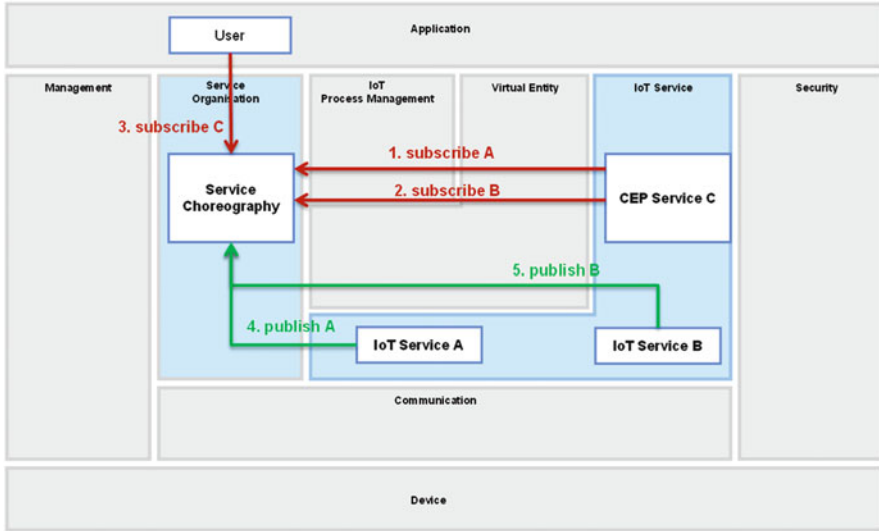 User
Application
Management
Service
Organisation
IoT
Process Management
Virtual Entity
IoT Service
Security
3. subscribe C
1. subscribe A
2. subscribe B
Service
Choreography
CEP Service C
5. publish B
4. publish A
IoT Service A
IoT Service B
Communication
Device